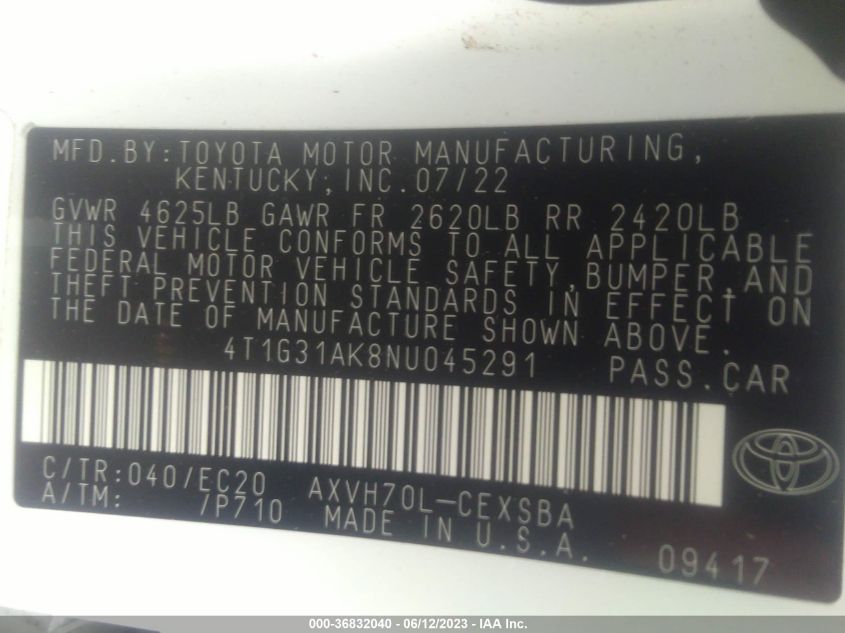 MFD.BY:TOYOTA MOTOR MANUFACTURING,
KENTUCKY,INC.07/22
GVWR 4625LB GAWR FR 2620LB RR 2420LB
THIS VEHICLE CONFORMS TO ALL APPLICABLE
FEDERAL MOTOR VEHICLE SAFETY,BUMPER,AND
THEFT PREVENTION STANDARDS IN EFFECT ON
THE DATE OF MANUFACTURE SHOWN ABOVE.
4T1G31AK8NU045291 PASS.CAR
C/TR:040/EC20 AXVH70L-CEXSBA
A/TM: /P710 MADE IN U.S.A.
09417
000-36832040 - 06/12/2023 - IAAI.com